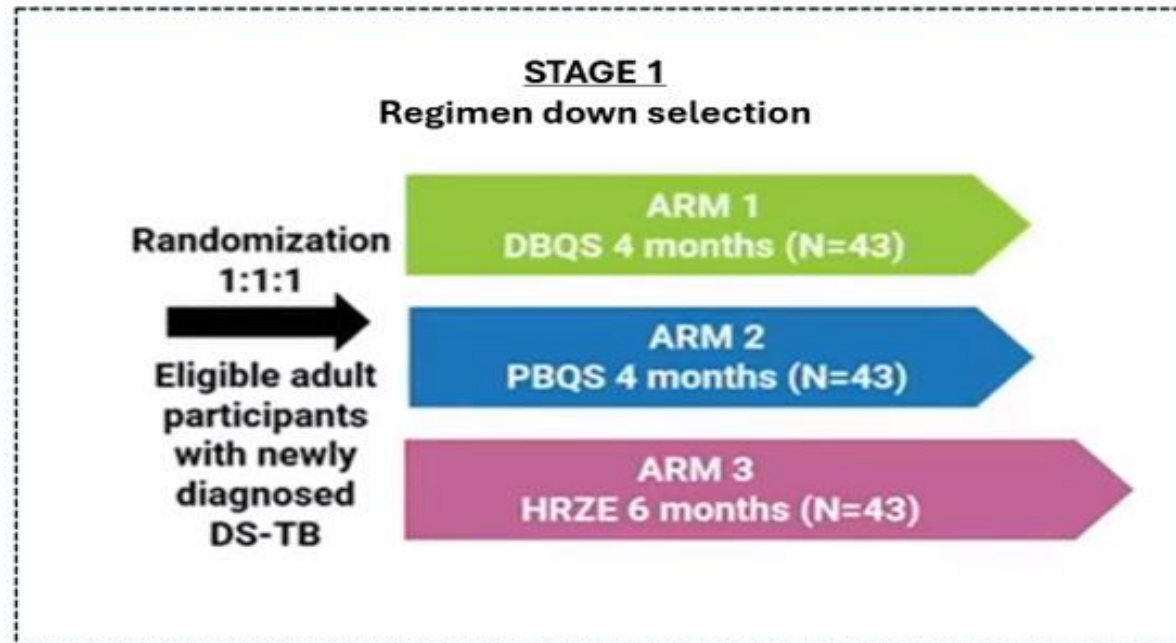 STAGE 1
Regimen down selection
Randomization
1:1:1
Eligible adult
participants
with newly
diagnosed
DS-TB
ARM 1
DBQS 4 months (N=43)
ARM 2
PBQS 4 months (N=43)
ARM 3
HRZE 6 months (N=43)